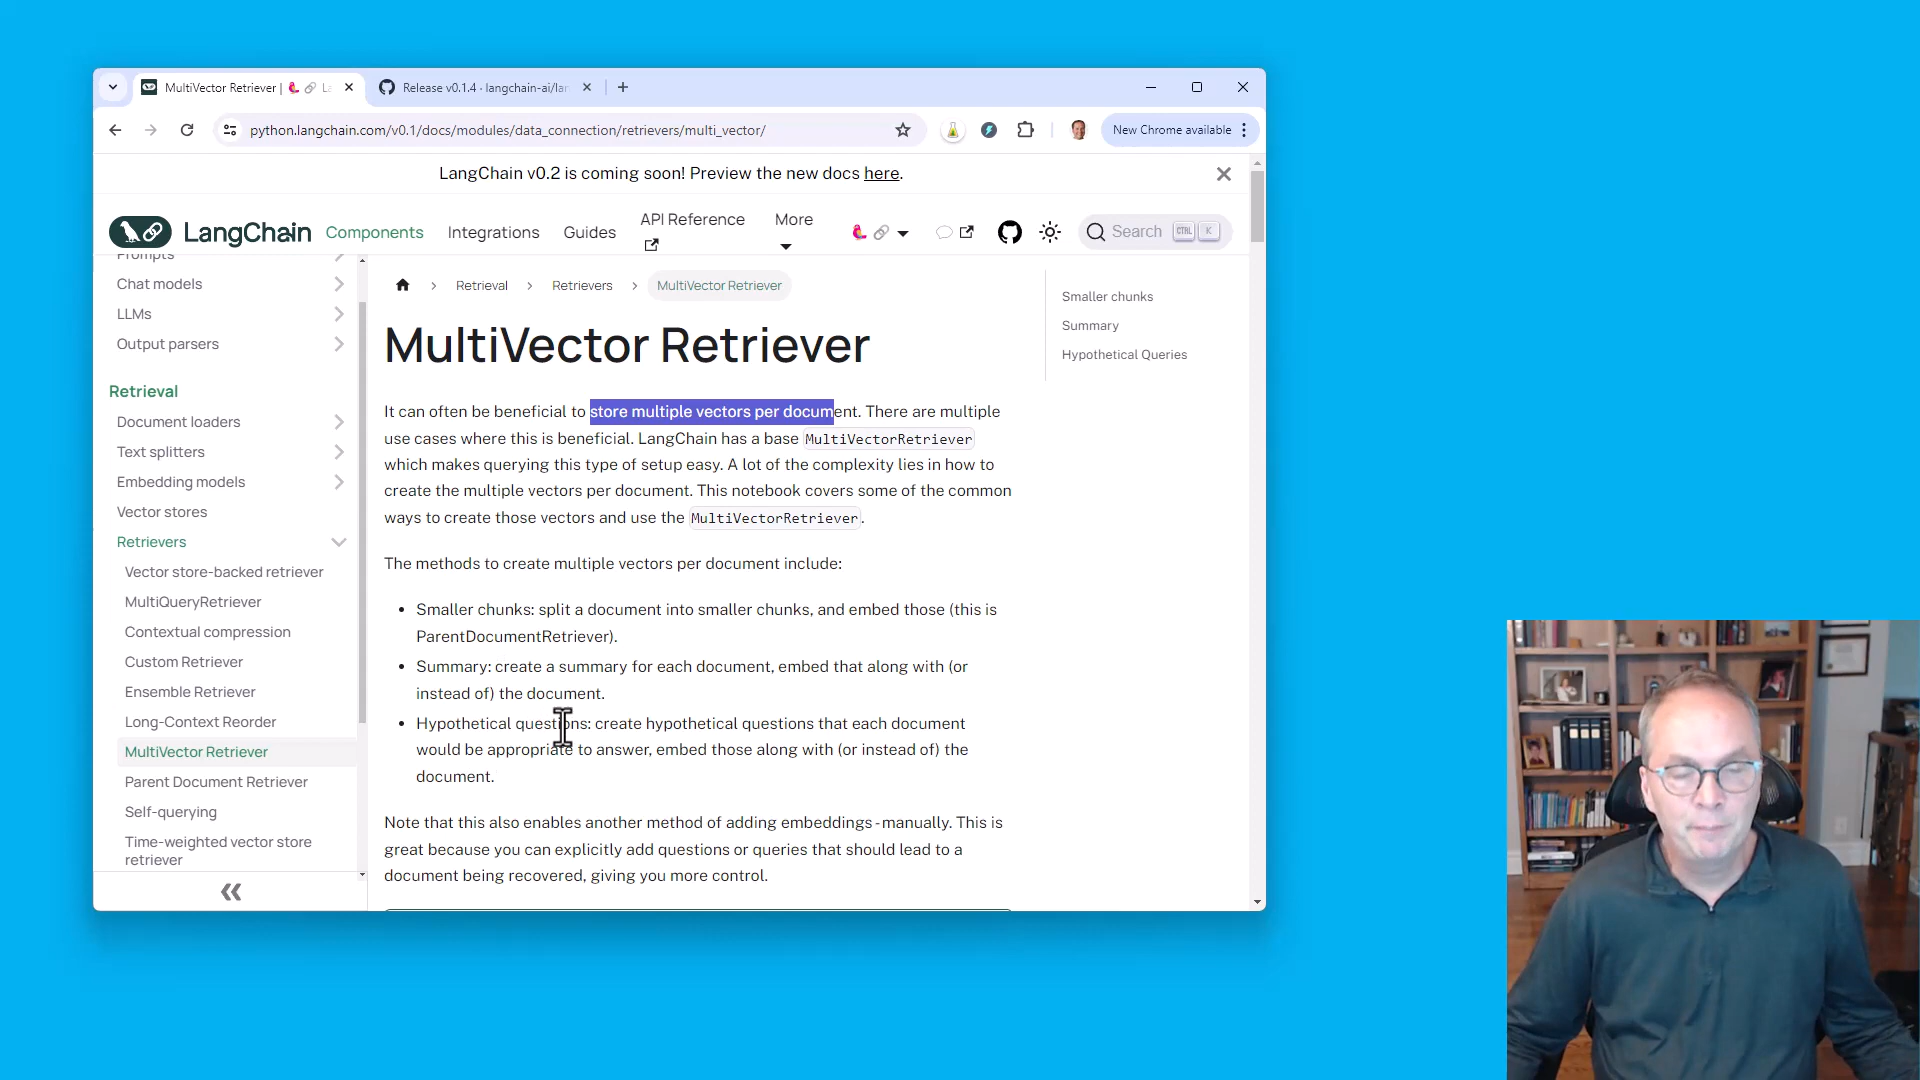 MultiVector Retriever | La
Release v0.1.4 · langchain-ai/lan
python.langchain.com/v0.1/docs/modules/data_connection/retrievers/multi_vector/
New Chrome available
LangChain v0.2 is coming soon! Preview the new docs here.
LangChain
Components
Integrations
Guides
API Reference
More
Search
CTRL
K
Prompts
Chat models
LLMs
Output parsers
Retrieval
Document loaders
Text splitters
Embedding models
Vector stores
Retrievers
Vector store-backed retriever
MultiQueryRetriever
Contextual compression
Custom Retriever
Ensemble Retriever
Long-Context Reorder
MultiVector Retriever
Parent Document Retriever
Self-querying
Time-weighted vector store
retriever
Retrieval
Retrievers
MultiVector Retriever
MultiVector Retriever
It can often be beneficial to store multiple vectors per document. There are multiple
use cases where this is beneficial. LangChain has a base MultiVectorRetriever
which makes querying this type of setup easy. A lot of the complexity lies in how to
create the multiple vectors per document. This notebook covers some of the common
ways to create those vectors and use the MultiVectorRetriever.
The methods to create multiple vectors per document include:
• Smaller chunks: split a document into smaller chunks, and embed those (this is
ParentDocumentRetriever).
• Summary: create a summary for each document, embed that along with (or
instead of) the document.
• Hypothetical questions: create hypothetical questions that each document
would be appropriate to answer, embed those along with (or instead of) the
document.
Note that this also enables another method of adding embeddings - manually. This is
great because you can explicitly add questions or queries that should lead to a
document being recovered, giving you more control.
Smaller chunks
Summary
Hypothetical Queries